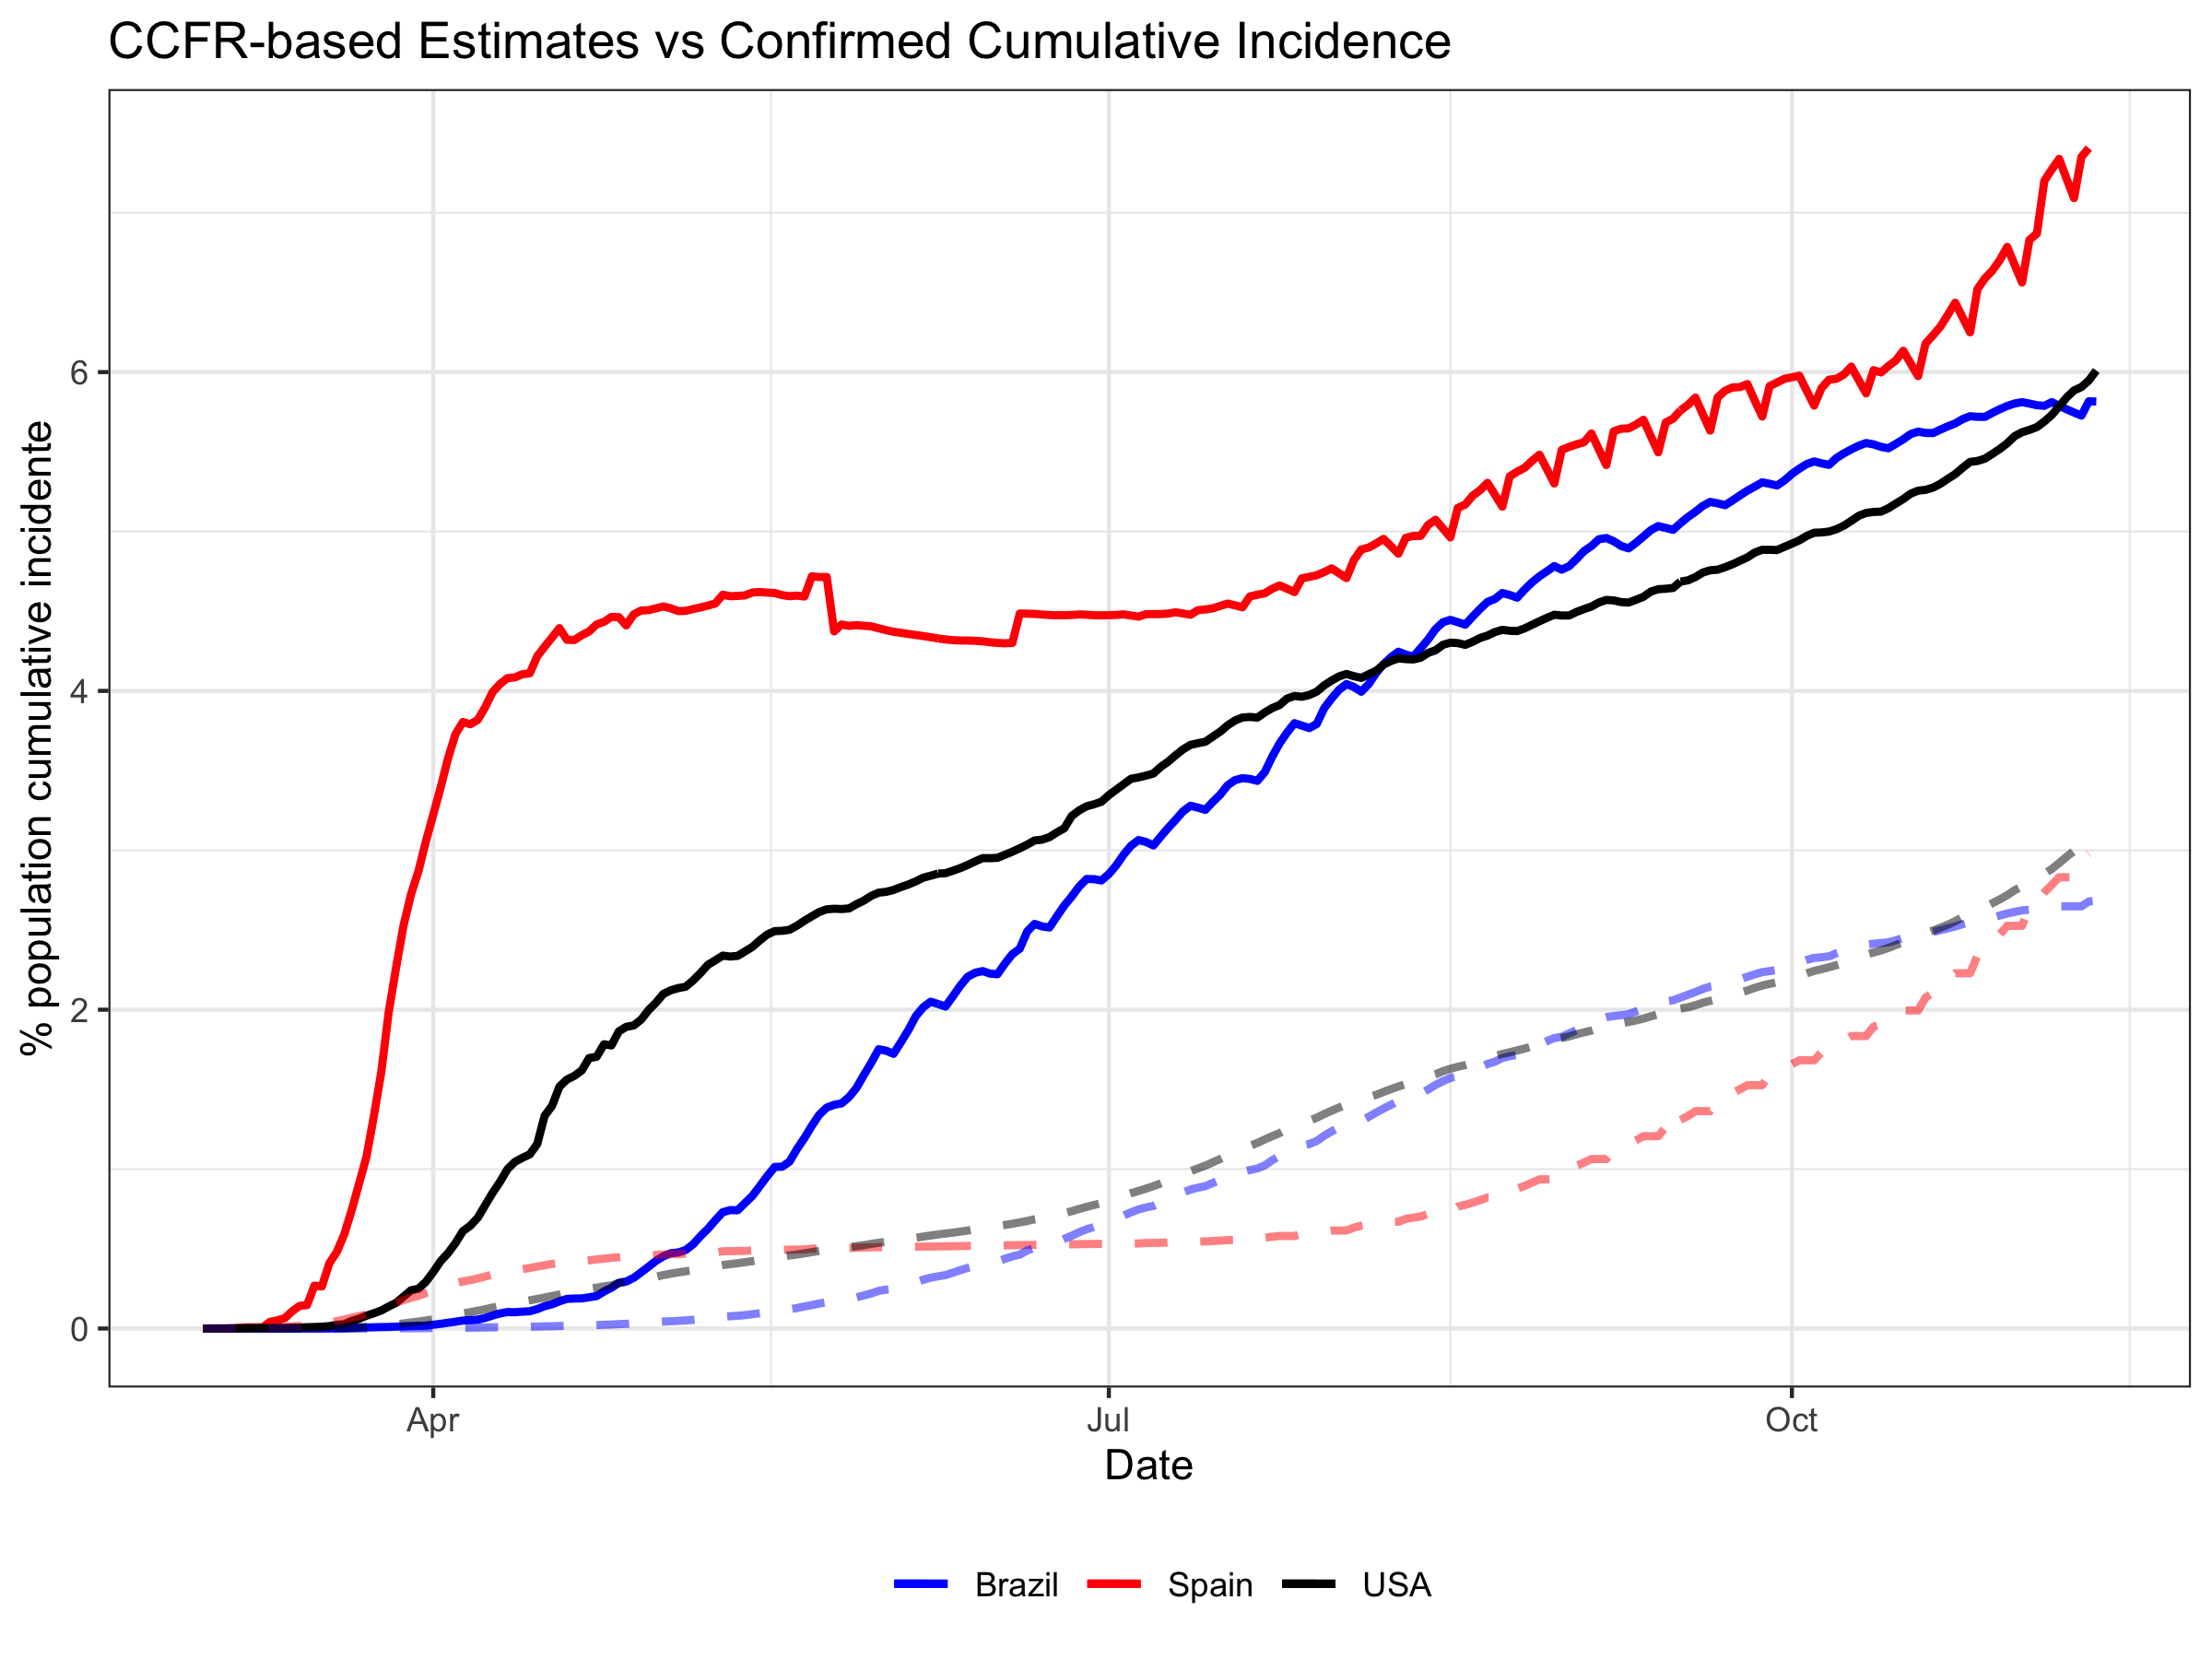 CCFR-based Estimates vs Confirmed Cumulative Incidence
% population cumulative incidente
6
4
2
0
Apr Jul Oct
Date
Brazil Spain USA